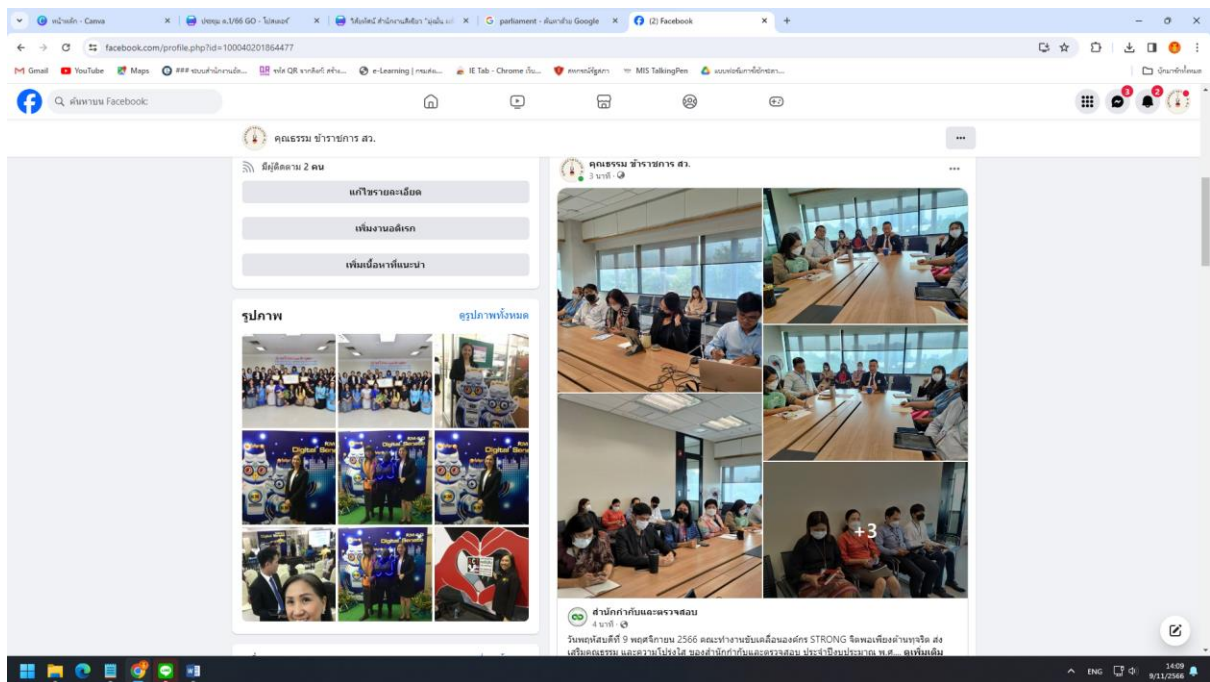 หน้าหลัก - Canva
ประชุม ค.1/66 GO - โปสเตอร์
parliament - ค้นหาด้วย Google
(2) Facebook
facebook.com/profile.php?id=100040201864477
Gmail
YouTube
Maps
e-Learning
MIS TalkingPen
ค้นหาบน Facebook
3
2
คุณธรรม ข้าราชการ สว.
มีผู้ติดตาม 2 คน
แก้ไขรายละเอียด
เพิ่มงานอดิเรก
เพิ่มเนื้อหาที่แนะนำ
รูปภาพ
ดูรูปภาพทั้งหมด
Digital
คุณธรรม ข้าราชการ สว.
3 นาที
+3
สำนักกำกับและตรวจสอบ
4 นาที
วันพฤหัสบดีที่ 9 พฤศจิกายน 2566 คณะทำงานขับเคลื่อนองค์กร STRONG จิตพอเพียงต้านทุจริต ส่ง
เสริมคุณธรรม และความโปร่งใส ของสำนักกำกับและตรวจสอบ ประจำปีงบประมาณ พ.ศ.... ดูเพิ่มเติม
ENG
14:09
9/11/2566